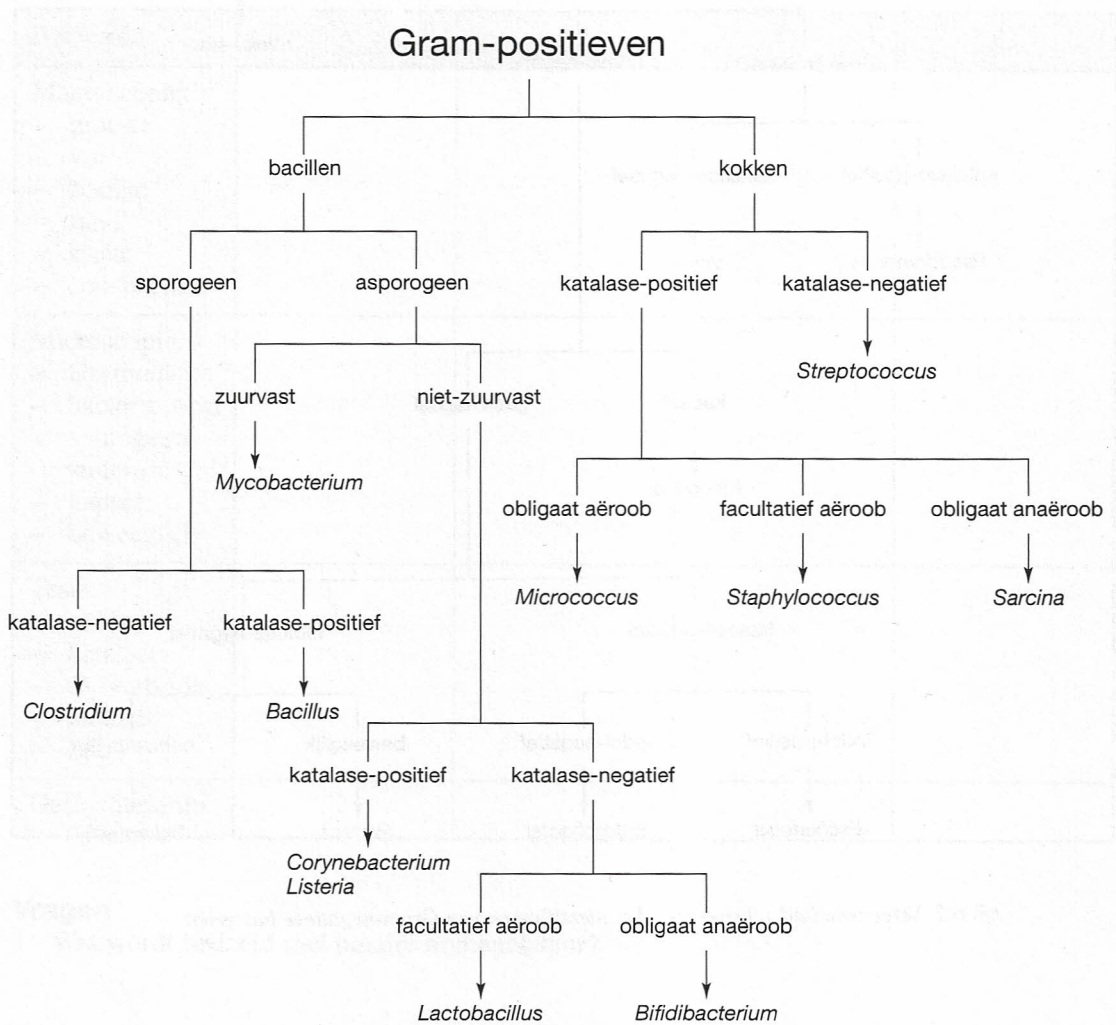 Gram-positieven
bacillen
kokken
sporogeen
asporogeen
katalase-positief
katalase-negatief
Streptococcus
zuurvast
niet-zuurvast
Mycobacterium
obligaat aëroob
facultatief aëroob
obligaat anaëroob
Micrococcus
Staphylococcus
Sarcina
katalase-negatief
katalase-positief
Clostridium
Bacillus
katalase-positief
katalase-negatief
Corynebacterium
Listeria
facultatief aëroob
obligaat anaëroob
Lactobacillus
Bifidibacterium